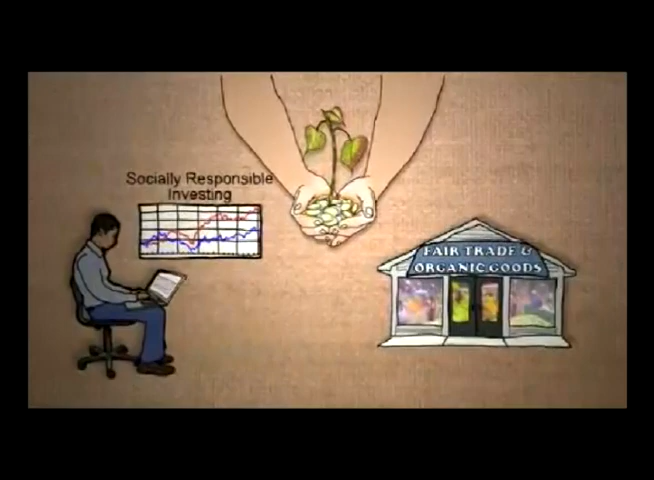 Socially Responsible
Investing
FAIR TRADE &
ORGANIC GOODS